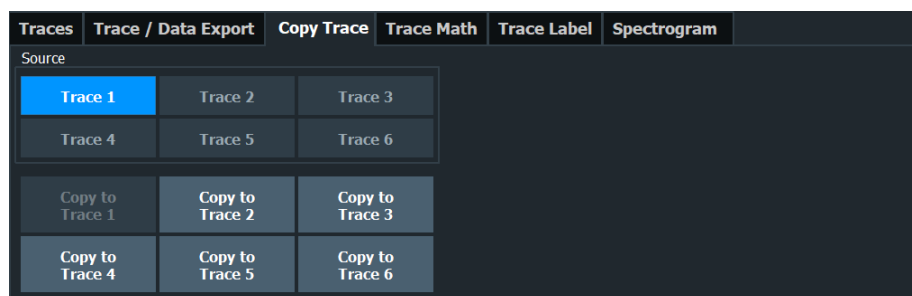 Traces Trace / Data Export Copy Trace Trace Math Trace Label Spectrogram
Source
Trace 1 Trace 2 Trace 3
Trace 4 Trace 5 Trace 6
Copy to Trace 1 Copy to Trace 2 Copy to Trace 3
Copy to Trace 4 Copy to Trace 5 Copy to Trace 6